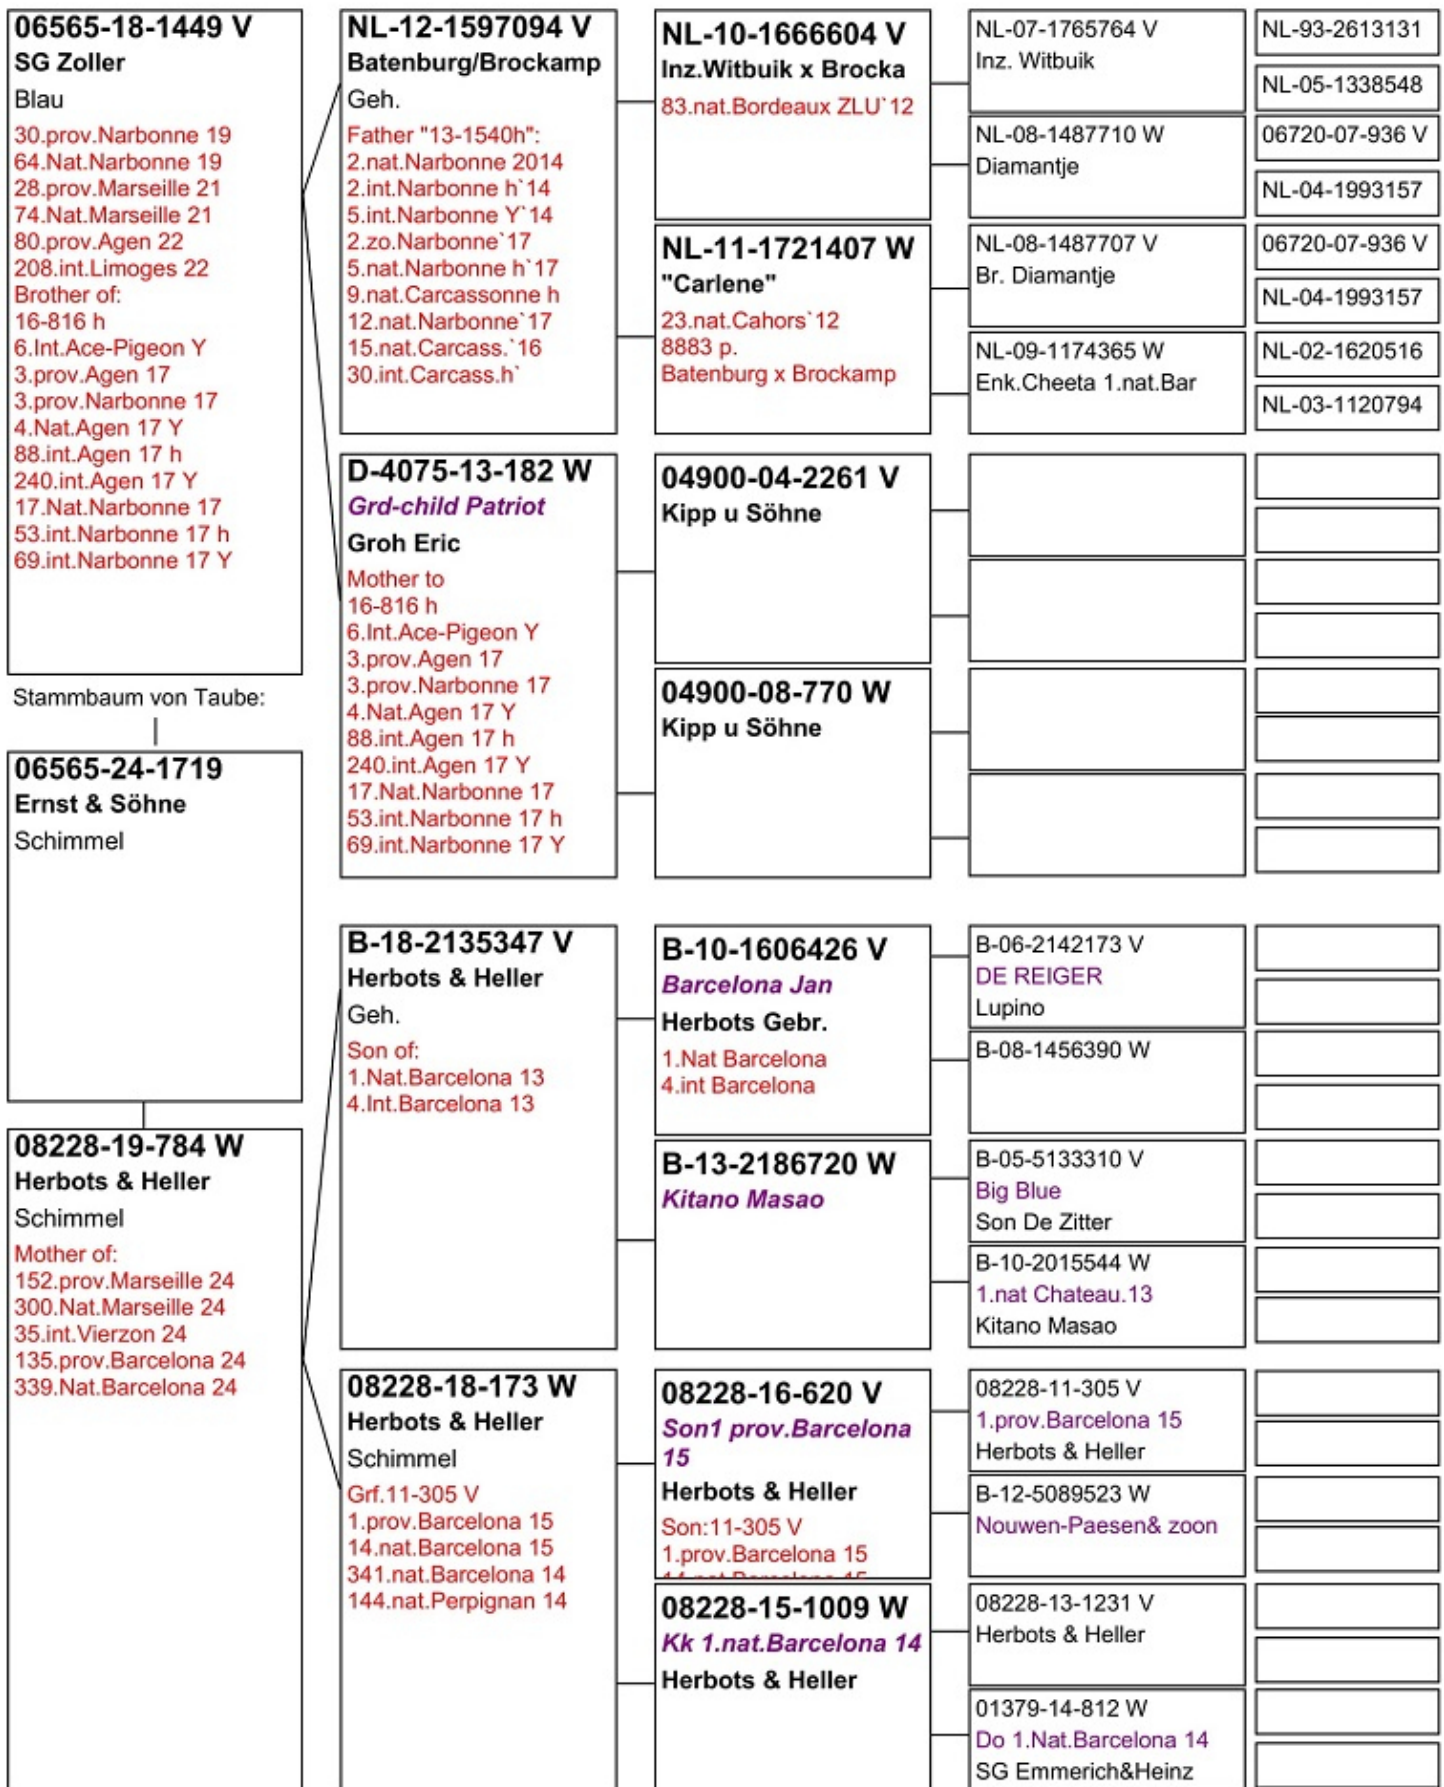 06565-18-1449 V
SG Zoller
Blau
30.prov.Narbonne 19
64.Nat.Narbonne 19
28.prov.Marseille 21
74.Nat.Marseille 21
80.prov.Agen 22
208.int.Limoges 22
Brother of:
16-816 h
6.Int.Ace-Pigeon Y
3.prov.Agen 17
3.prov.Narbonne 17
4.Nat.Agen 17 Y
88.int.Agen 17 h
240.int.Agen 17 Y
17.Nat.Narbonne 17
53.int.Narbonne 17 h
69.int.Narbonne 17 Y
Stammbaum von Taube:
06565-24-1719
Ernst & Söhne
Schimmel
08228-19-784 W
Herbots & Heller
Schimmel
Mother of:
152.prov.Marseille 24
300.Nat.Marseille 24
35.int.Vierzon 24
135.prov.Barcelona 24
339.Nat.Barcelona 24
NL-12-1597094 V
Batenburg/Brockamp
Geh.
Father "13-1540h":
2.nat.Narbonne 2014
2.int.Narbonne h`14
5.int.Narbonne Y`14
2.zo.Narbonne`17
5.nat.Narbonne h`17
9.nat.Carcassonne h
12.nat.Narbonne`17
15.nat.Carcass.`16
30.int.Carcass.h`
D-4075-13-182 W
Grd-child Patriot
Groh Eric
Mother to
16-816 h
6.Int.Ace-Pigeon Y
3.prov.Agen 17
3.prov.Narbonne 17
4.Nat.Agen 17 Y
88.int.Agen 17 h
240.int.Agen 17 Y
17.Nat.Narbonne 17
53.int.Narbonne 17 h
69.int.Narbonne 17 Y
B-18-2135347 V
Herbots & Heller
Geh.
Son of:
1.Nat.Barcelona 13
4.Int.Barcelona 13
08228-18-173 W
Herbots & Heller
Schimmel
Grf.11-305 V
1.prov.Barcelona 15
14.nat.Barcelona 15
341.nat.Barcelona 14
144.nat.Perpignan 14
NL-10-1666604 V
Inz.Witbuik x Brocka
83.nat.Bordeaux ZLU`12
NL-11-1721407 W
"Carlene"
23.nat.Cahors`12
8883 p.
Batenburg x Brockamp
04900-04-2261 V
Kipp u Söhne
04900-08-770 W
Kipp u Söhne
B-10-1606426 V
Barcelona Jan
Herbots Gebr.
1.Nat Barcelona
4.int Barcelona
B-13-2186720 W
Kitano Masao
08228-16-620 V
Son1 prov.Barcelona
15
Herbots & Heller
Son:11-305 V
1.prov.Barcelona 15
14.nat.Barcelona 15
08228-15-1009 W
Kk 1.nat.Barcelona 14
Herbots & Heller
NL-07-1765764 V
Inz. Witbuik
NL-08-1487710 W
Diamantje
NL-08-1487707 V
Br. Diamantje
NL-09-1174365 W
Enk.Cheeta 1.nat.Bar
B-06-2142173 V
DE REIGER
Lupino
B-08-1456390 W
B-05-5133310 V
Big Blue
Son De Zitter
B-10-2015544 W
1.nat Chateau.13
Kitano Masao
08228-11-305 V
1.prov.Barcelona 15
Herbots & Heller
B-12-5089523 W
Nouwen-Paesen& zoon
08228-13-1231 V
Herbots & Heller
01379-14-812 W
Do 1.Nat.Barcelona 14
SG Emmerich&Heinz
NL-93-2613131
NL-05-1338548
06720-07-936 V
NL-04-1993157
06720-07-936 V
NL-04-1993157
NL-02-1620516
NL-03-1120794